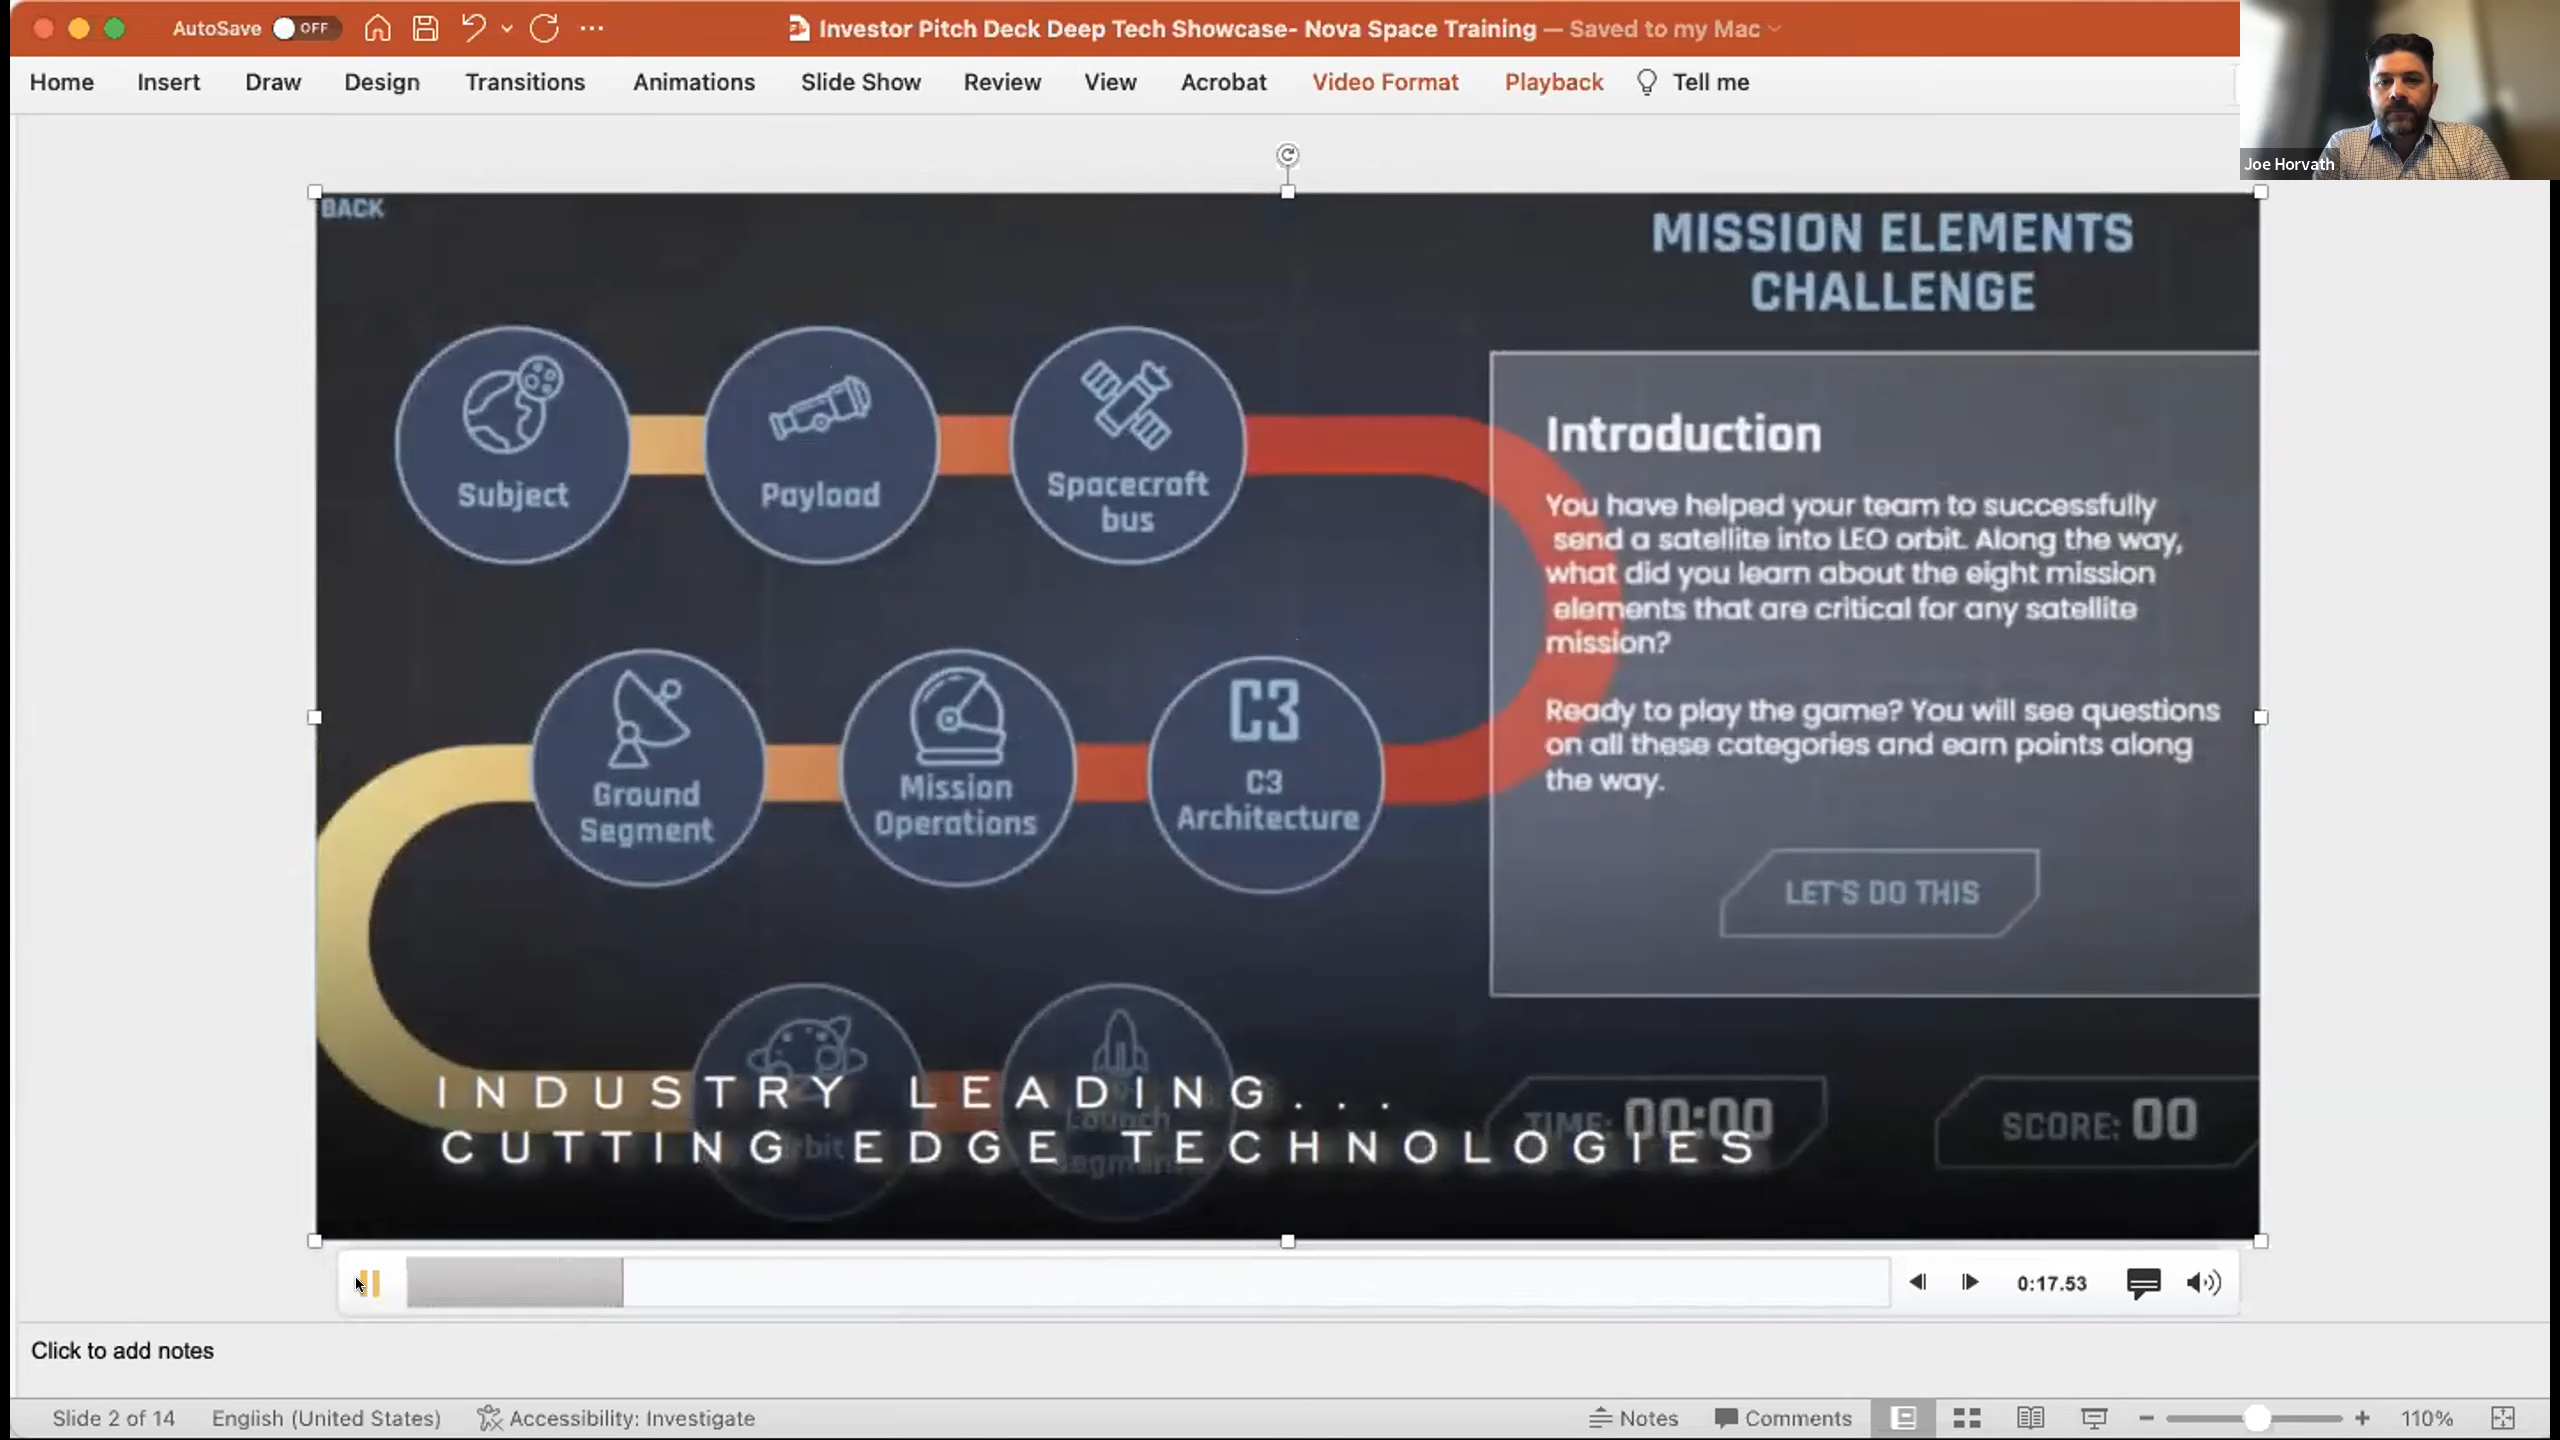 AutoSave OFF
Investor Pitch Deck Deep Tech Showcase- Nova Space Training — Saved to my Mac
Home Insert Draw Design Transitions Animations Slide Show Review View Acrobat Video Format Playback Tell me
Joe Horvath
BACK
MISSION ELEMENTS
CHALLENGE
Subject
Payload
Spacecraft
bus
Introduction
You have helped your team to successfully
send a satellite into LEO orbit. Along the way,
what did you learn about the eight mission
elements that are critical for any satellite
mission?
Ready to play the game? You will see questions
on all these categories and earn points along
the way.
LET'S DO THIS
Ground
Segment
Mission
Operations
C3
C3
Architecture
Orbit
Launch
Segment
INDUSTRY LEADING...
CUTTING EDGE TECHNOLOGIES
TIME: 00:00
SCORE: 00
0:17.53
Click to add notes
Slide 2 of 14 English (United States) Accessibility: Investigate Notes Comments 110%